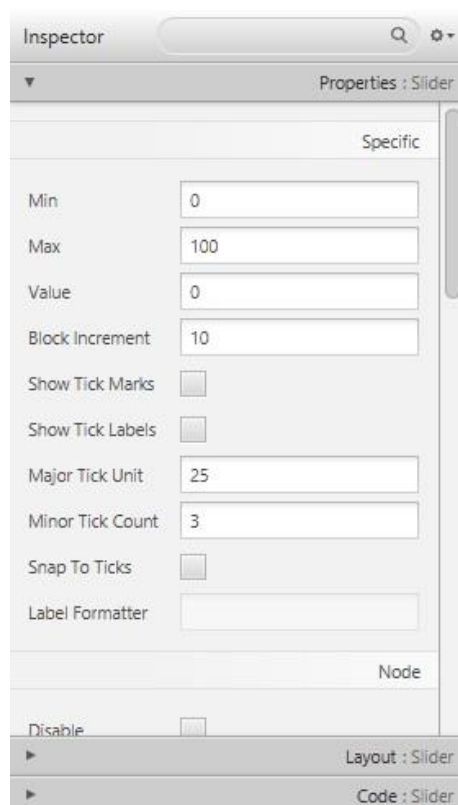 Inspector
Properties : Slider
Specific
Min 0
Max 100
Value 0
Block Increment 10
Show Tick Marks
Show Tick Labels
Major Tick Unit 25
Minor Tick Count 3
Snap To Ticks
Label Formatter
Node
Disable
Layout : Slider
Code : Slider